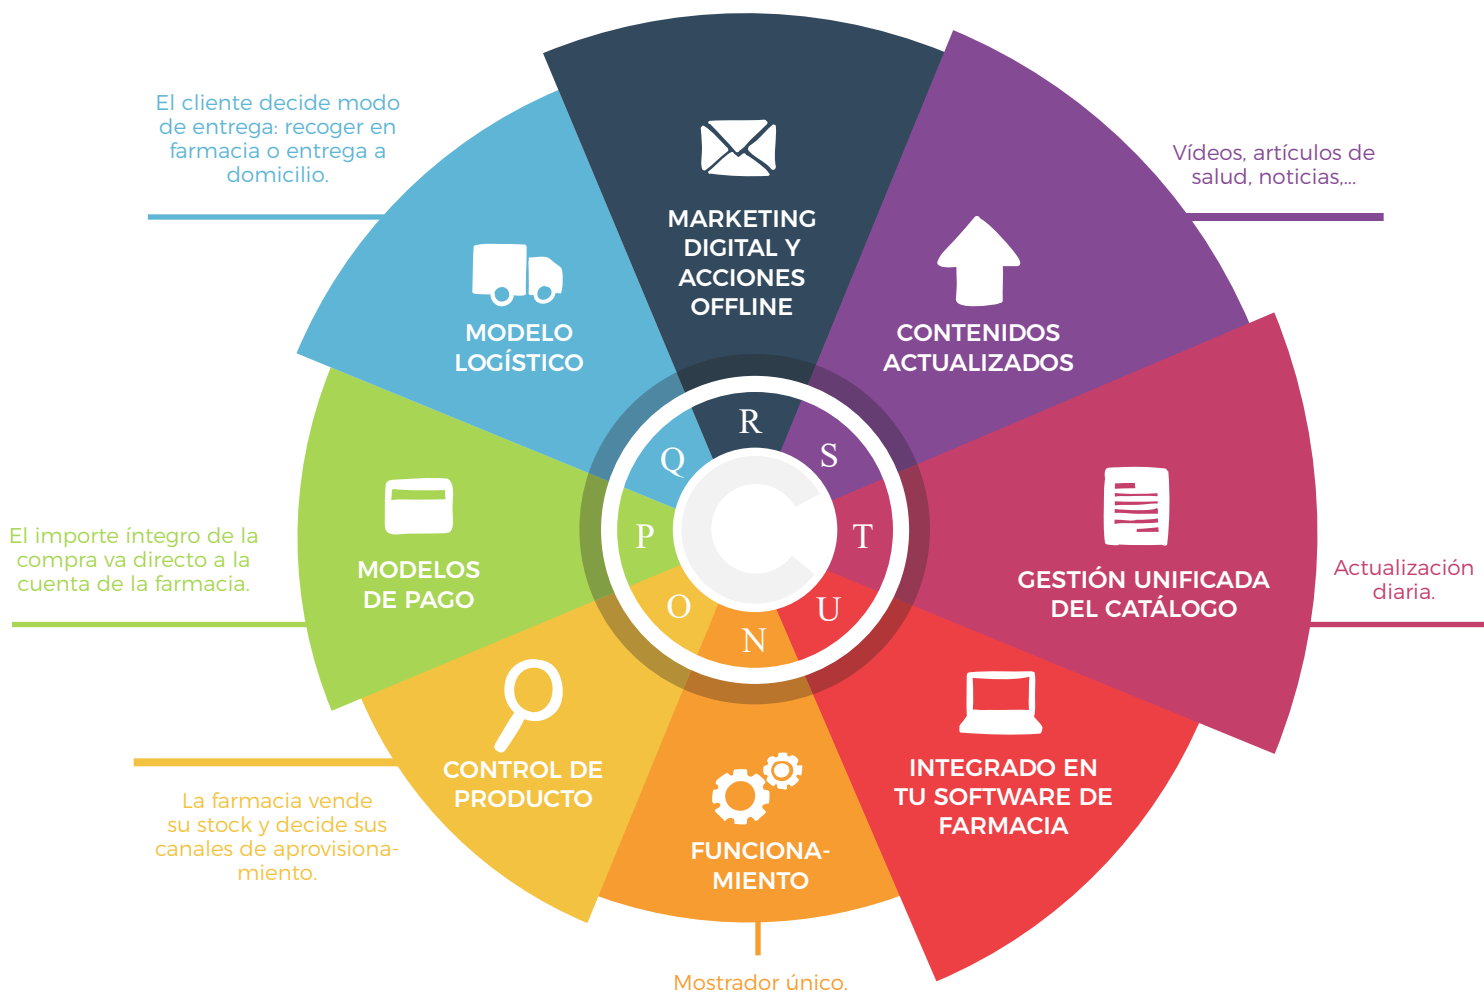 El cliente decide modo
de entrega: recoger en
farmacia o entrega a
domicilio.
MARKETING
DIGITAL Y
ACCIONES
OFFLINE
Vídeos, artículos de
salud, noticias,...
MODELO
LOGÍSTICO
CONTENIDOS
ACTUALIZADOS
El importe íntegro de la
compra va directo a la
cuenta de la farmacia.
MODELOS
DE PAGO
GESTIÓN UNIFICADA
DEL CATÁLOGO
Actualización
diaria.
R
S
T
U
N
O
P
Q
CONTROL DE
PRODUCTO
La farmacia vende
su stock y decide sus
canales de aprovisiona-
miento.
FUNCIONA-
MIENTO
Mostrador único.
INTEGRADO EN
TU SOFTWARE DE
FARMACIA